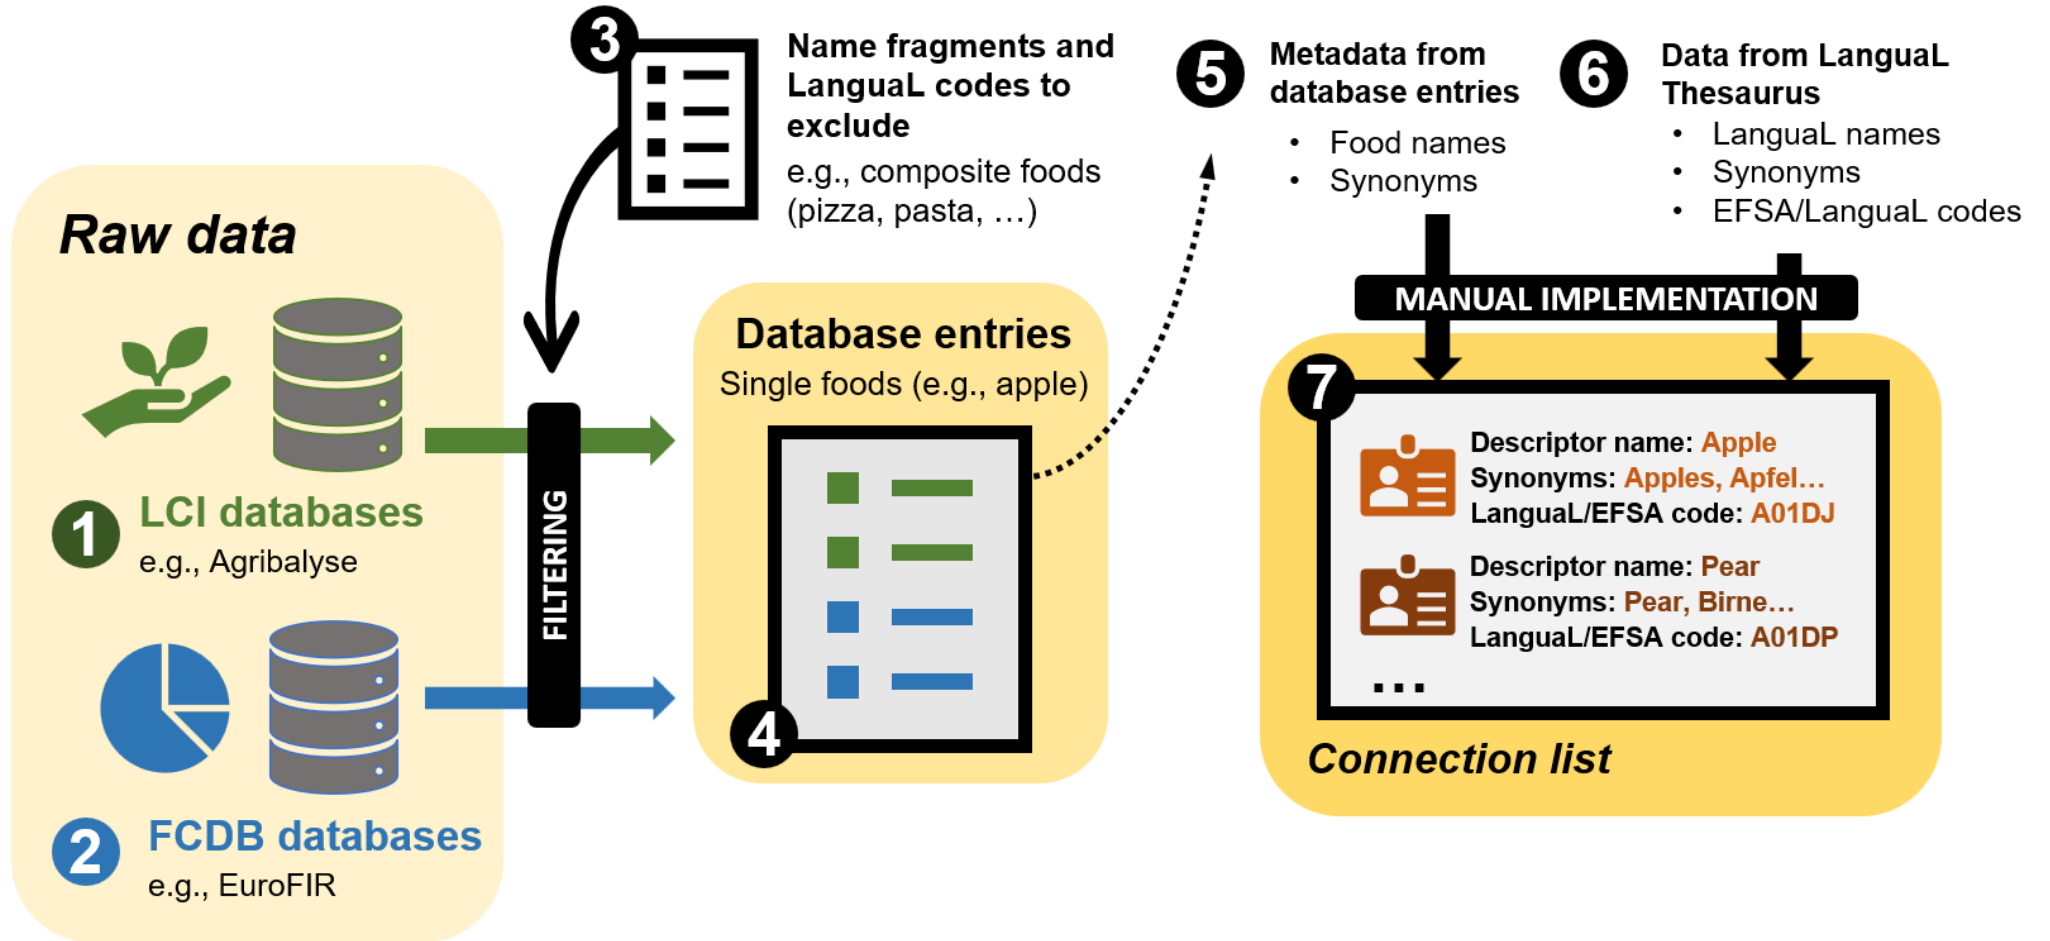 Raw data
1
LCI databases
e.g., Agribalyse
2
FCDB databases
e.g., EuroFIR
3
Name fragments and
LanguaL codes to
exclude
e.g., composite foods
(pizza, pasta, …)
FILTERING
Database entries
Single foods (e.g., apple)
4
5
Metadata from
database entries
• Food names
• Synonyms
6
Data from LanguaL
Thesaurus
• LanguaL names
• Synonyms
• EFSA/LanguaL codes
MANUAL IMPLEMENTATION
7
Descriptor name: Apple
Synonyms: Apples, Apfel…
LanguaL/EFSA code: A01DJ
Descriptor name: Pear
Synonyms: Pear, Birne…
LanguaL/EFSA code: A01DP
…
Connection list